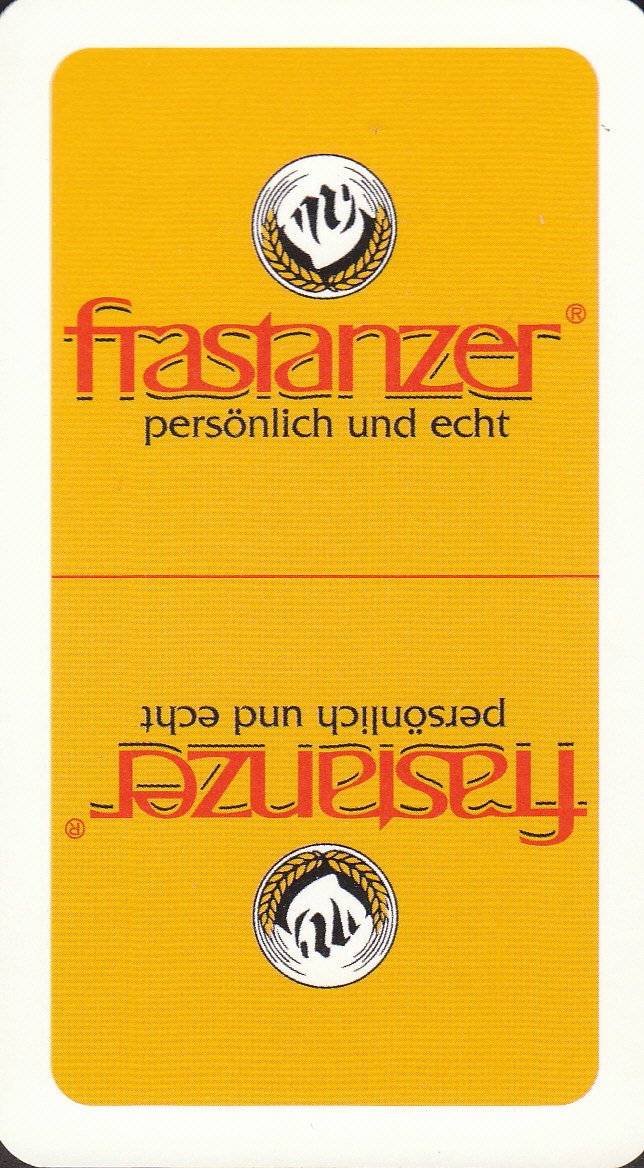 frastanzer®
persönlich und echt
persönlich und echt
frastanzer®